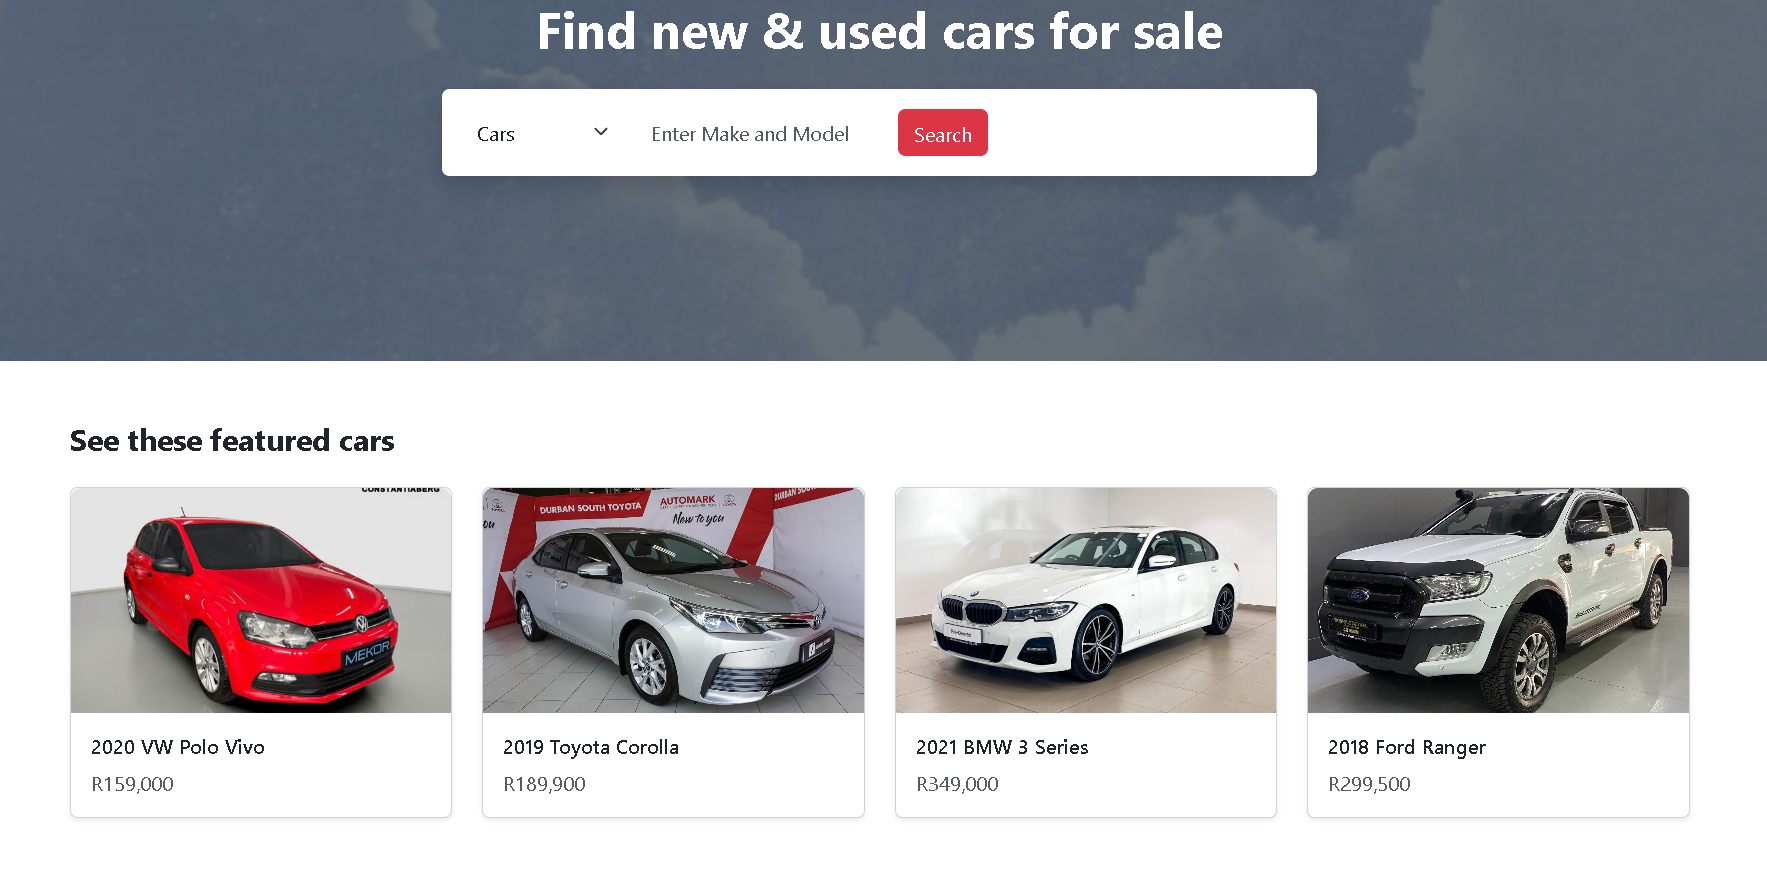 Find new & used cars for sale
Cars
Enter Make and Model
Search
See these featured cars
CONSTANTIABERG
MEKOR
2020 VW Polo Vivo
R159,000
DURBAN SOUTH TOYOTA
AUTOMARK
New to you
DURBAN SOUTH
2019 Toyota Corolla
R189,900
2021 BMW 3 Series
R349,000
2018 Ford Ranger
R299,500